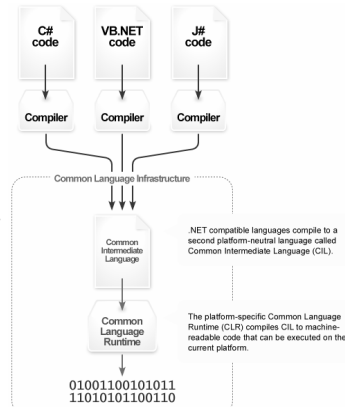 C#
code
VB.NET
code
J#
code
Compiler
Compiler
Compiler
Common Language Infrastructure
Common
Intermediate
Language
.NET compatible languages compile to a
second platform-neutral language called
Common Intermediate Language (CIL).
Common
Language
Runtime
The platform-specific Common Language
Runtime (CLR) compiles CIL to machine-
readable code that can be executed on the
current platform.
01001100101011
11010101100110